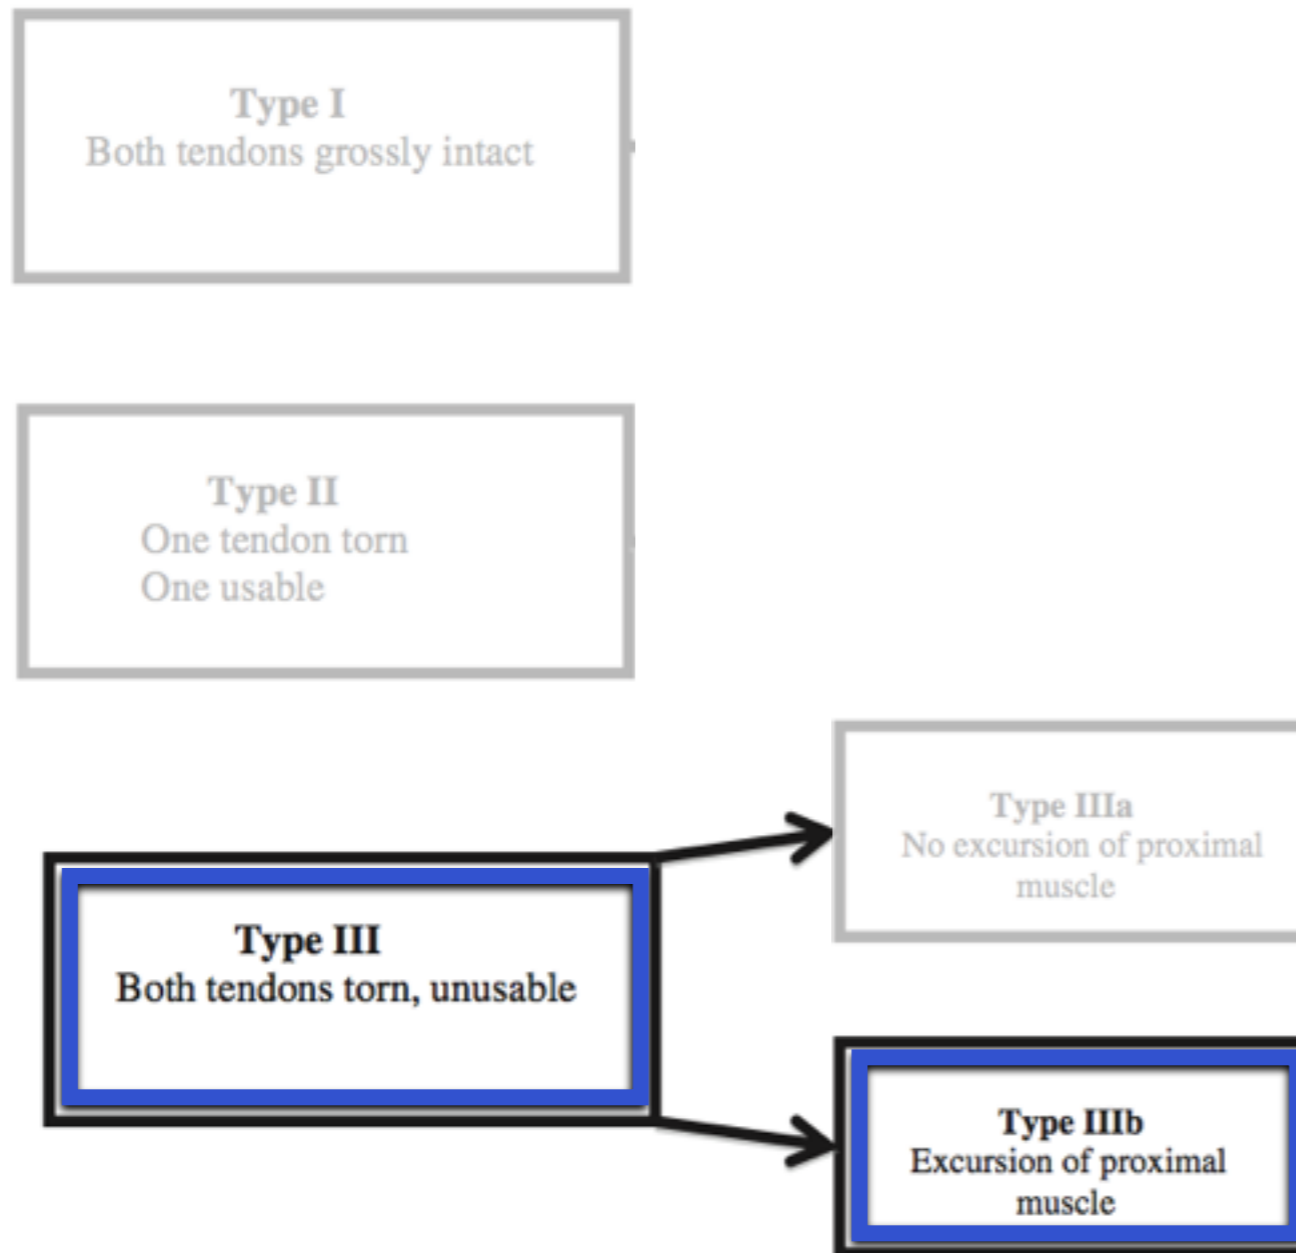 Type I
Both tendons grossly intact
Type II
One tendon torn
One usable
Type III
Both tendons torn, unusable
Type IIIa
No excursion of proximal
muscle
Type IIIb
Excursion of proximal
muscle